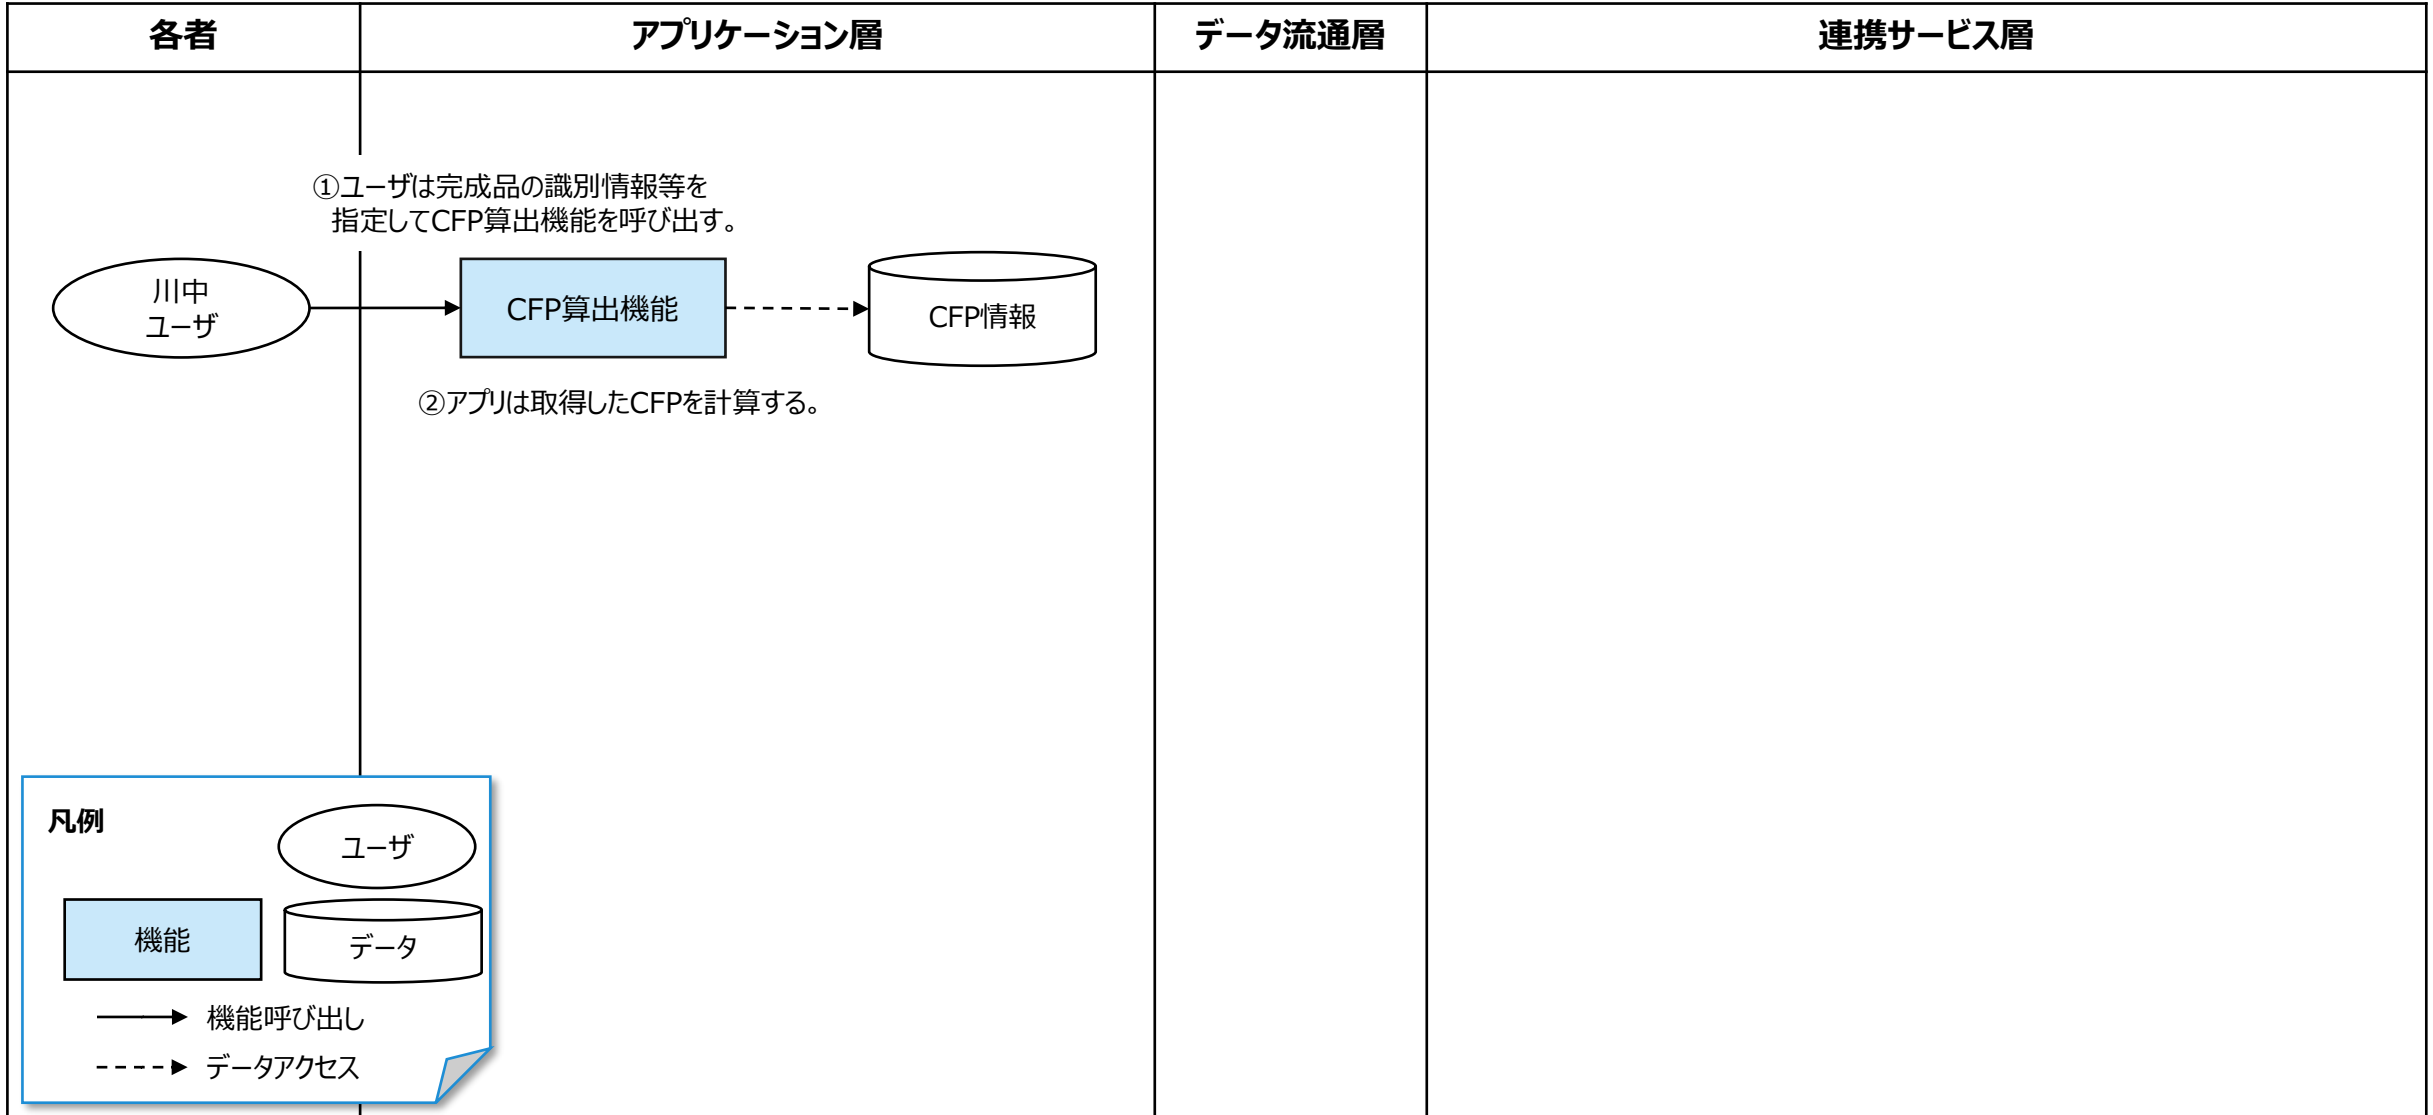 各者
アプリケーション層
データ流通層
連携サービス層
①ユーザは完成品の識別情報等を
指定してCFP算出機能を呼び出す。
川中
ユーザ
CFP算出機能
CFP情報
②アプリは取得したCFPを計算する。
凡例
ユーザ
機能
データ
機能呼び出し
データアクセス